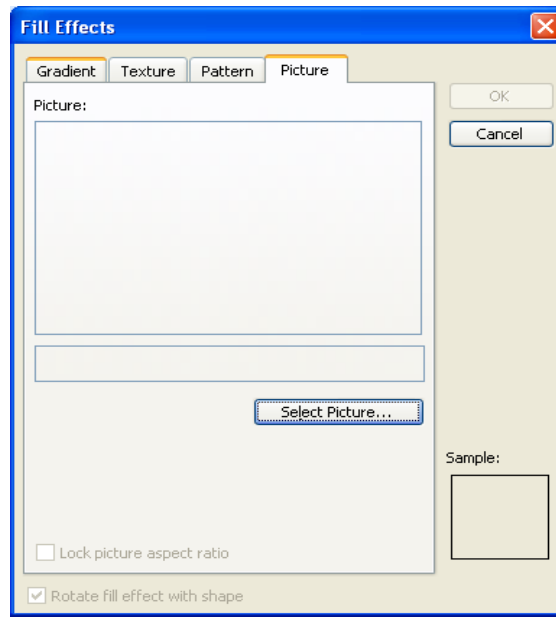 Fill Effects
Gradient Texture Pattern Picture
OK
Picture:
Cancel
Select Picture...
Sample:
Lock picture aspect ratio
Rotate fill effect with shape